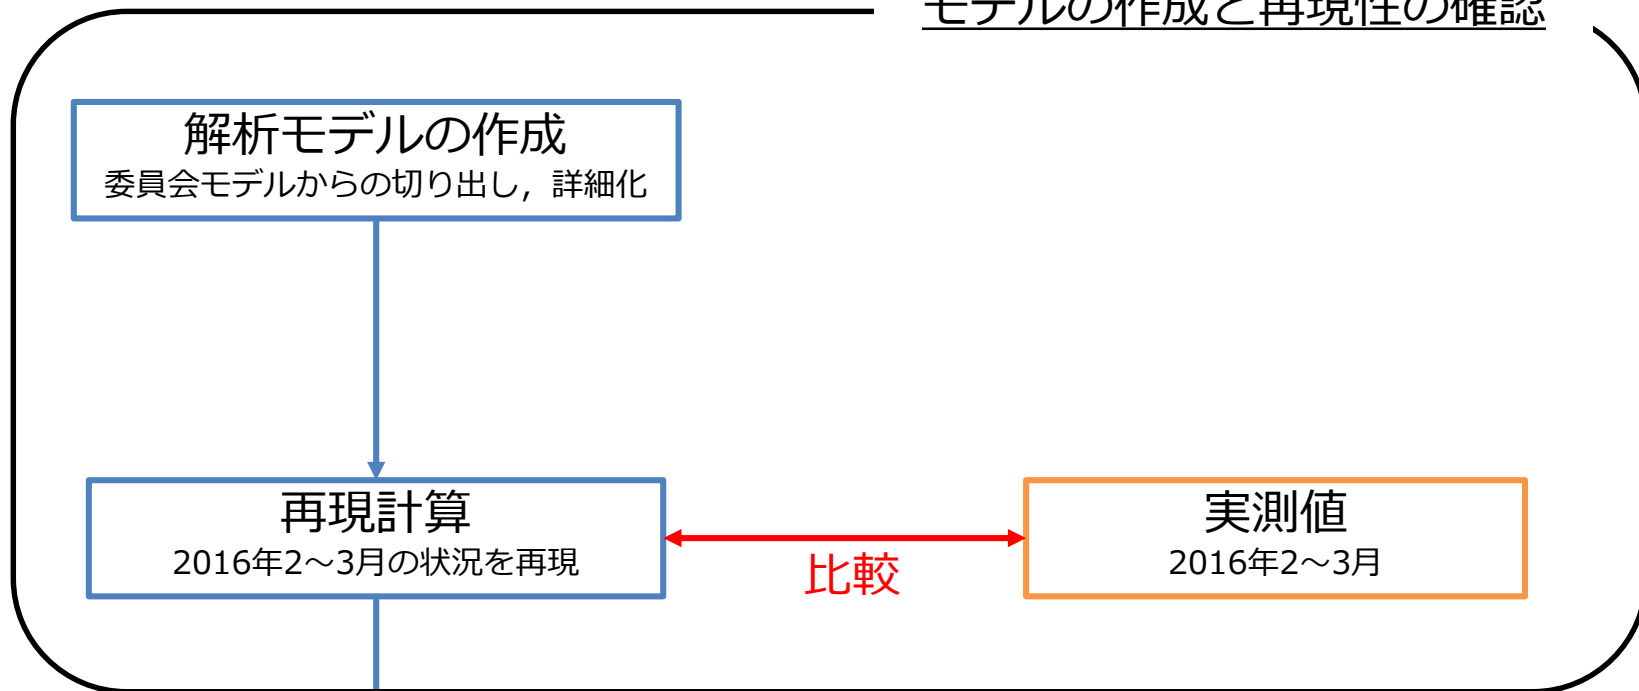 モデルの作成と再現性の確認
解析モデルの作成
委員会モデルからの切り出し，詳細化
再現計算
2016年2～3月の状況を再現
比較
実測値
2016年2～3月